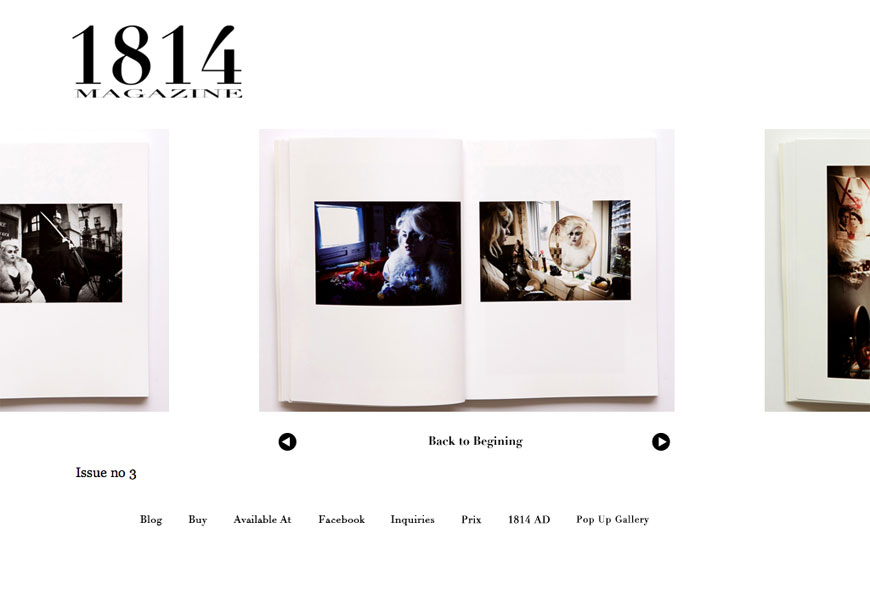 1814
MAGAZINE
Back to Begining
Issue no 3
Blog Buy Available At Facebook Inquiries Prix 1814 AD Pop Up Gallery